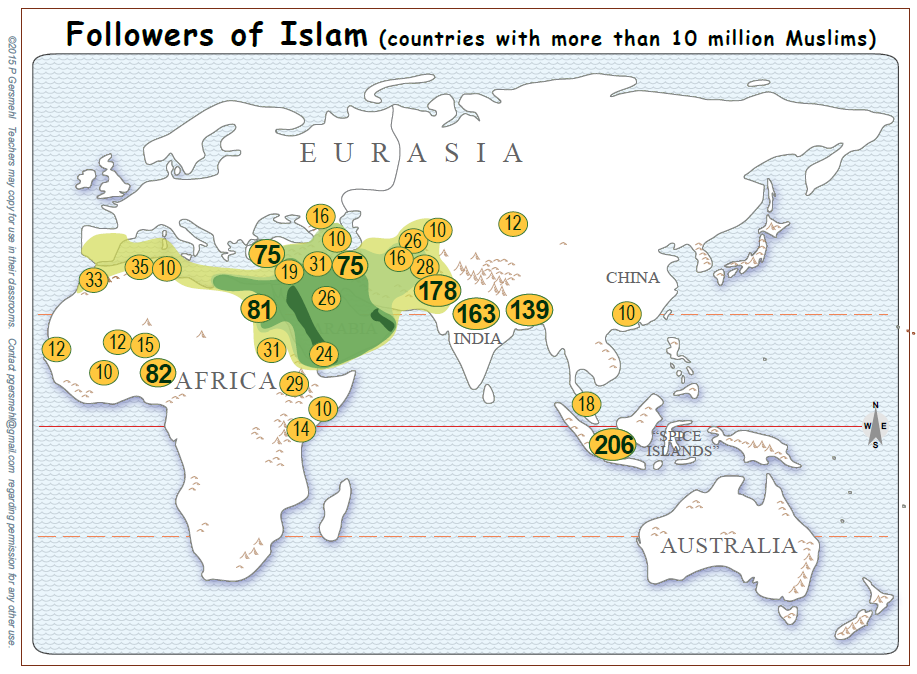 Followers of Islam (countries with more than 10 million Muslims)
©2015 P Gersmehl Teachers may copy for use in their classrooms. Contact pgersmehl@gmail.com regarding permission for any other use.
EURASIA
16
12
10
10
26
75
31
75
16
19
28
35
10
33
26
178
CHINA
81
163
139
10
INDIA
12
12
15
31
24
10
82
AFRICA
29
10
18
14
N
W E
S
206
"SPICE
ISLANDS"
AUSTRALIA